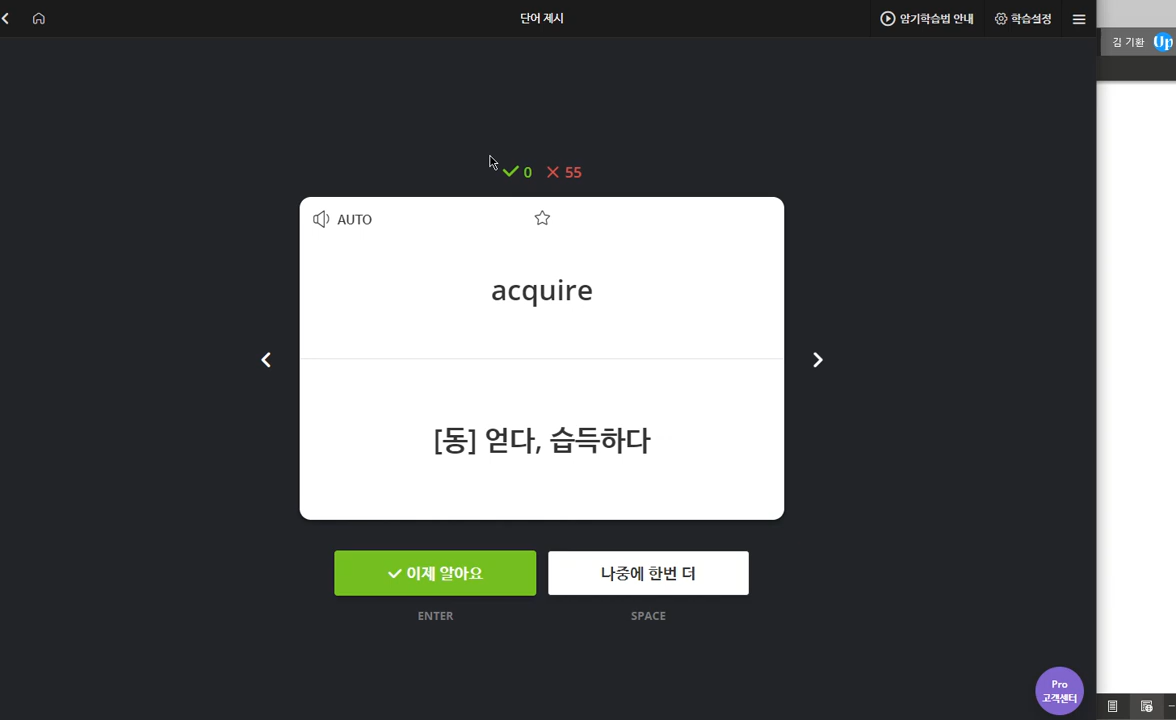 단어 제시
암기학습법 안내
학습설정
김 기환
Up
0
55
AUTO
acquire
[동] 얻다, 습득하다
이제 알아요
나중에 한번 더
ENTER
SPACE
Pro
고객센터